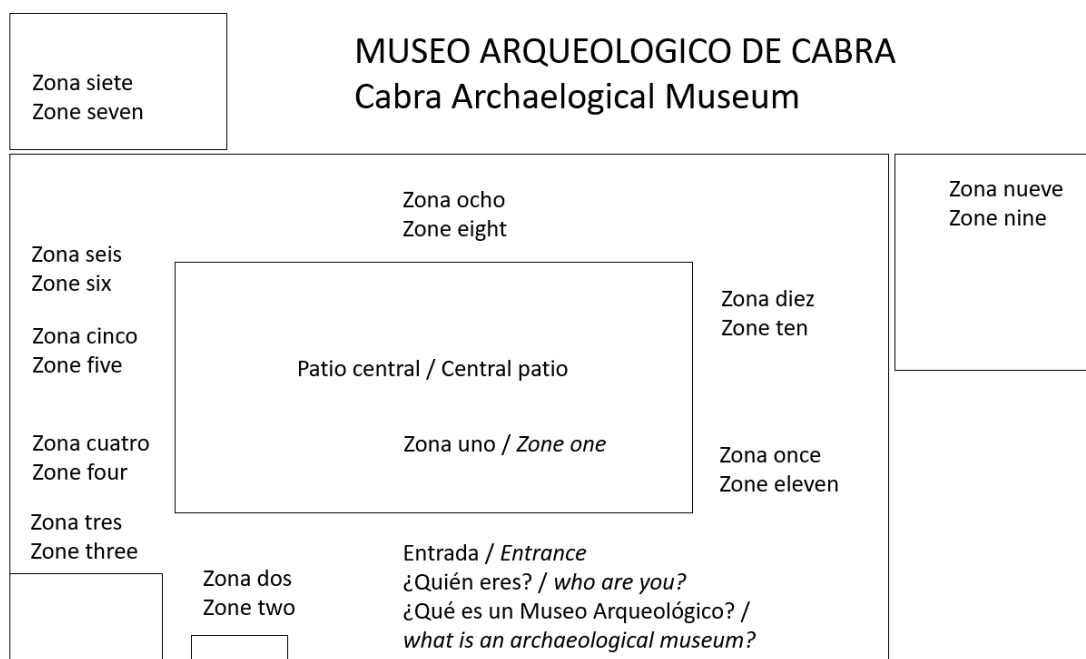 MUSEO ARQUEOLOGICO DE CABRA
Cabra Archaelogical Museum
Zona siete
Zone seven
Zona ocho
Zone eight
Zona nueve
Zone nine
Zona seis
Zone six
Zona diez
Zone ten
Zona cinco
Zone five
Patio central / Central patio
Zona cuatro
Zone four
Zona uno / Zone one
Zona once
Zone eleven
Zona tres
Zone three
Zona dos
Zone two
Entrada / Entrance
¿Quién eres? / who are you?
¿Qué es un Museo Arqueológico? /
what is an archaeological museum?